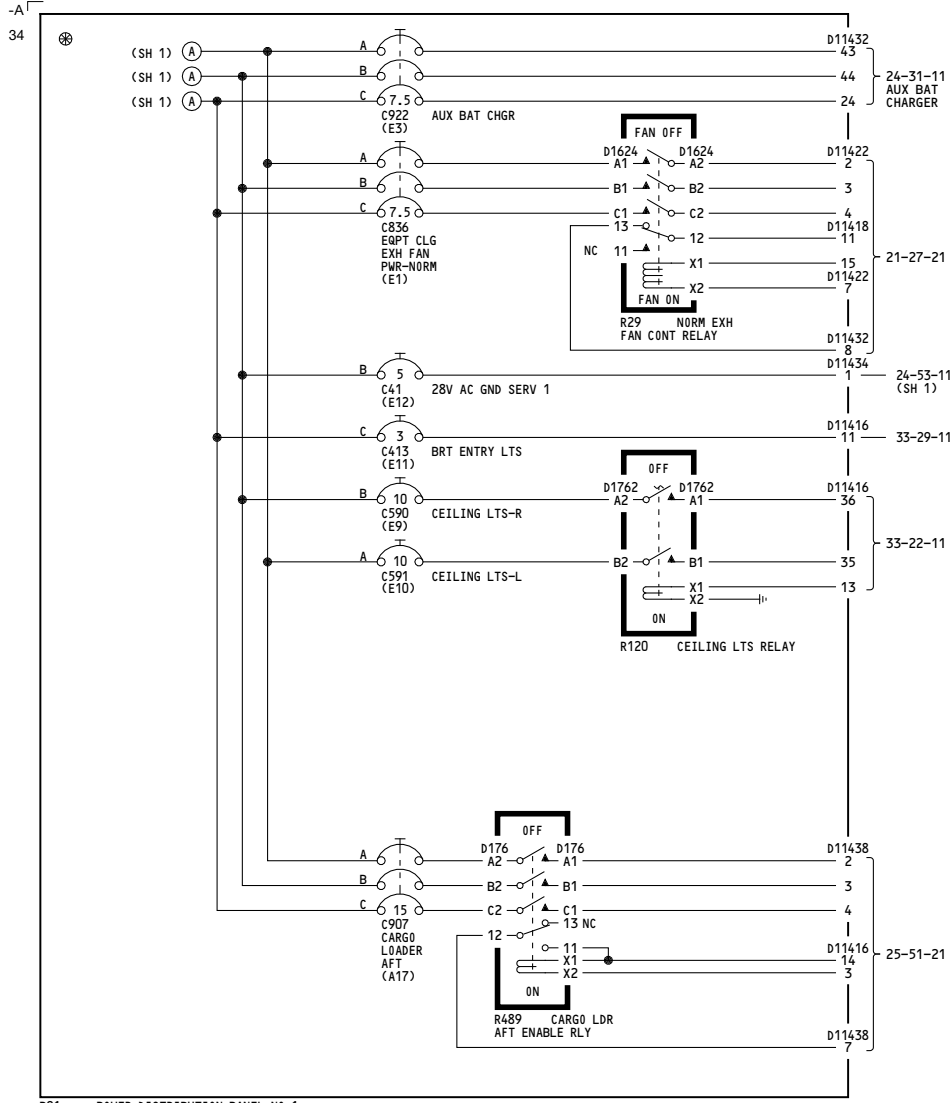 -A
34
(SH 1) A A D11432 43
(SH 1) A B 44 24-31-11
AUX BAT
(SH 1) A C 7.5 AUX BAT CHGR 24 CHARGER
C922
(E3)
FAN OFF
D1624 D1624 D11422
A A1 A2 2
B B1 B2 3
C 7.5 C1 C2 4
C836
EQPT CLG
EXH FAN
PWR-NORM
(E1)
13 12 D11418 11
NC 11 21-27-21
X1 15
D11422
X2 7
FAN ON
R29 NORM EXH
FAN CONT RELAY
D11432
8
D11434
B 5 28V AC GND SERV 1 1 24-53-11
(SH 1)
C41
(E12)
D11416
C 3 BRT ENTRY LTS 11 33-29-11
C413
(E11)
OFF
D1762 D1762 D11416
B 10 CEILING LTS-R A2 A1 36
C590
(E9)
33-22-11
A 10 CEILING LTS-L B2 B1 35
C591
(E10)
X1 13
X2
ON
R120 CEILING LTS RELAY
OFF
D176 D176 D11438
A A2 A1 2
B B2 B1 3
C 15 C2 C1 4
C907
CARGO
LOADER
AFT
(A17)
13 NC
12
11 D11416
X1 14 25-51-21
X2 3
ON
R489 CARGO LDR
AFT ENABLE RLY
D11438
7